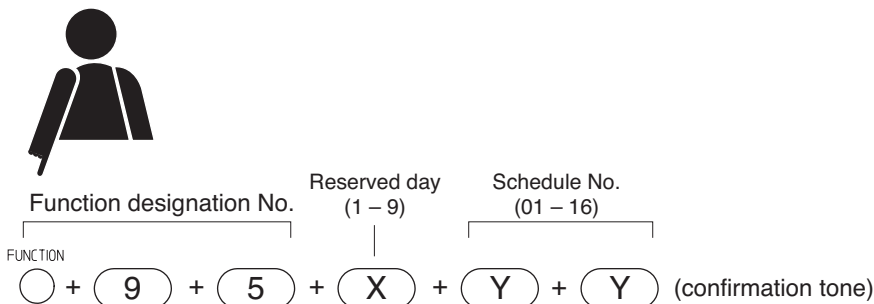 Reserved day
(1 – 9)
Schedule No.
(01 – 16)
Function designation No.
FUNCTION
+ 9 + 5 + X + Y + Y (confirmation tone)